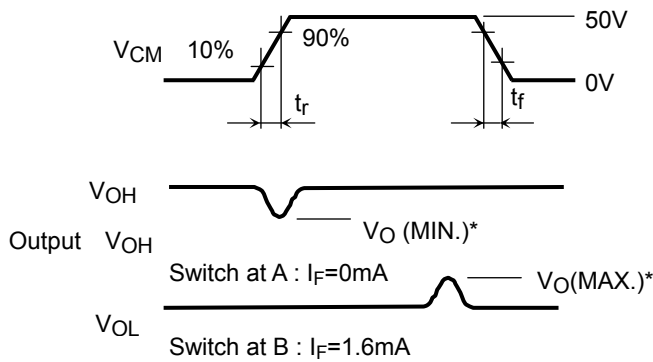 50V
VCM 10% 90%
0V
tr tf
VOH
VO (MIN.)*
Output VOH
Switch at A : IF=0mA
VO(MAX.)*
VOL
Switch at B : IF=1.6mA